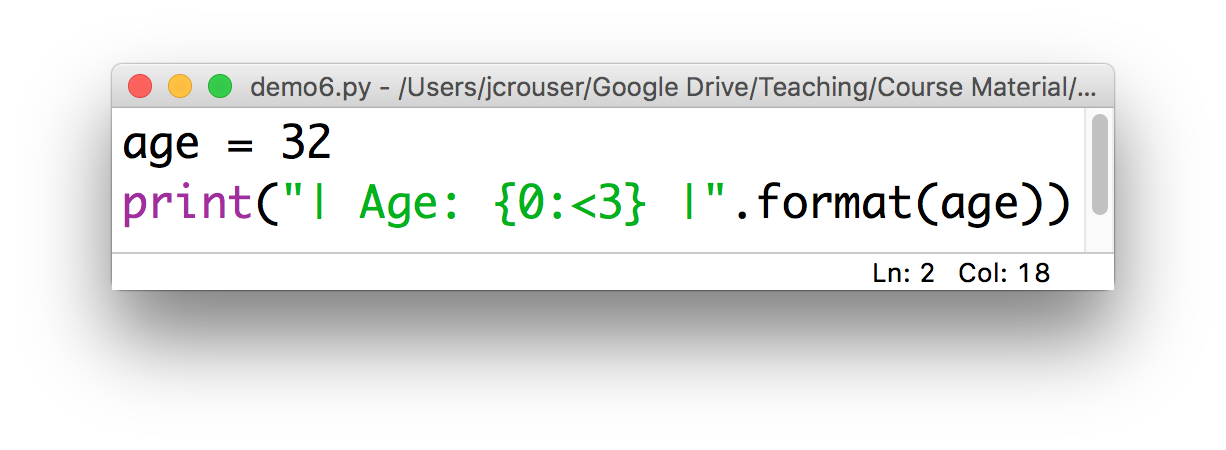 demo6.py - /Users/jcrouser/Google Drive/Teaching/Course Material/...
age = 32
print("| Age: {0:<3} |".format(age))
Ln: 2 Col: 18